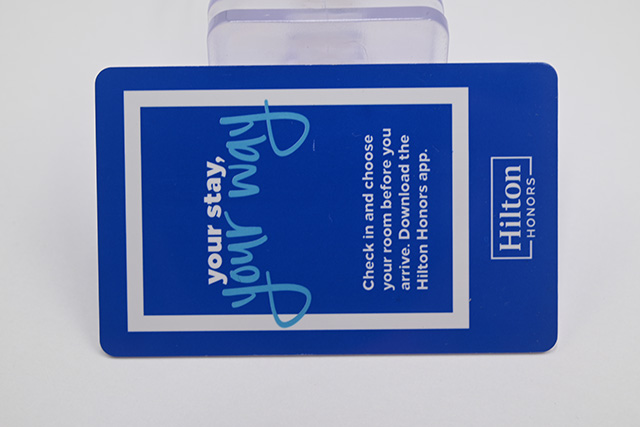 your stay,
your way
Check in and choose
your room before you
arrive. Download the
Hilton Honors app.
Hilton
HONORS